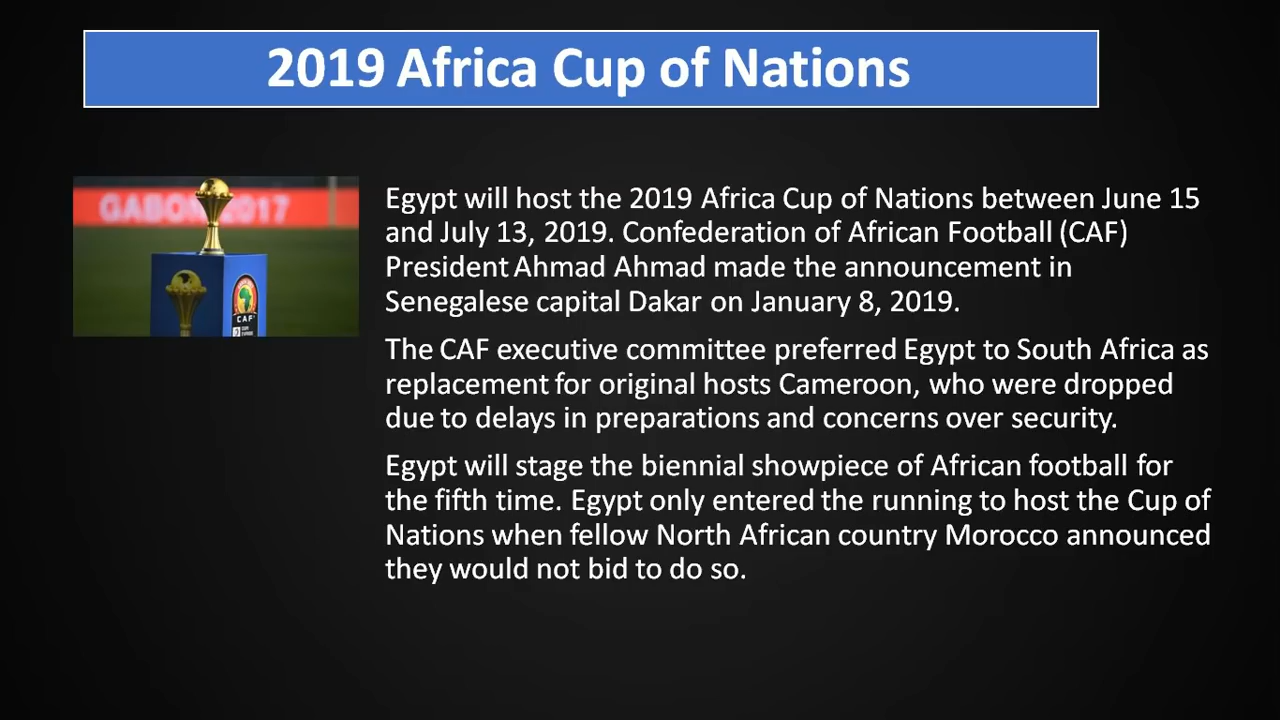 2019 Africa Cup of Nations
GABON 2017
CAF
Egypt will host the 2019 Africa Cup of Nations between June 15
and July 13, 2019. Confederation of African Football (CAF)
President Ahmad Ahmad made the announcement in
Senegalese capital Dakar on January 8, 2019.
The CAF executive committee preferred Egypt to South Africa as
replacement for original hosts Cameroon, who were dropped
due to delays in preparations and concerns over security.
Egypt will stage the biennial showpiece of African football for
the fifth time. Egypt only entered the running to host the Cup of
Nations when fellow North African country Morocco announced
they would not bid to do so.